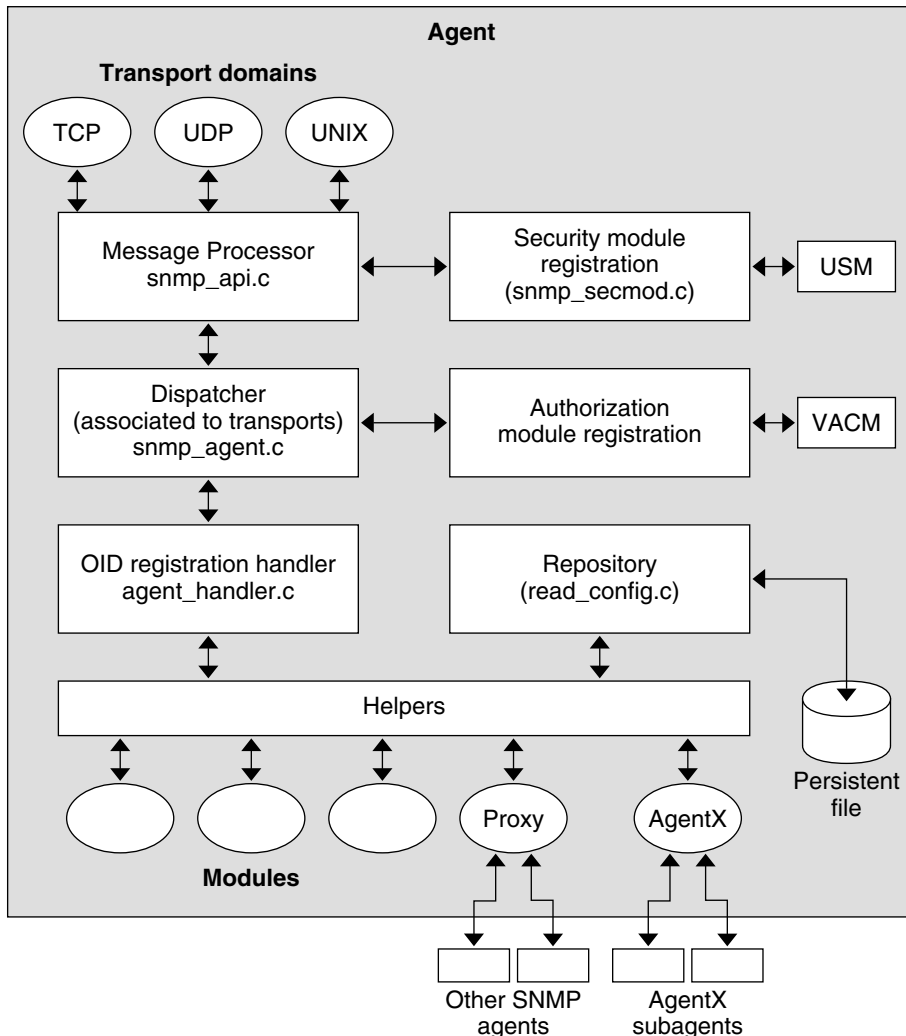 Agent
Transport domains
TCP
UDP
UNIX
Message Processor
snmp_api.c
Security module
registration
(snmp_secmod.c)
USM
Dispatcher
(associated to transports)
snmp_agent.c
Authorization
module registration
VACM
OID registration handler
agent_handler.c
Repository
(read_config.c)
Helpers
Persistent
file
Proxy
AgentX
Modules
Other SNMP
agents
AgentX
subagents